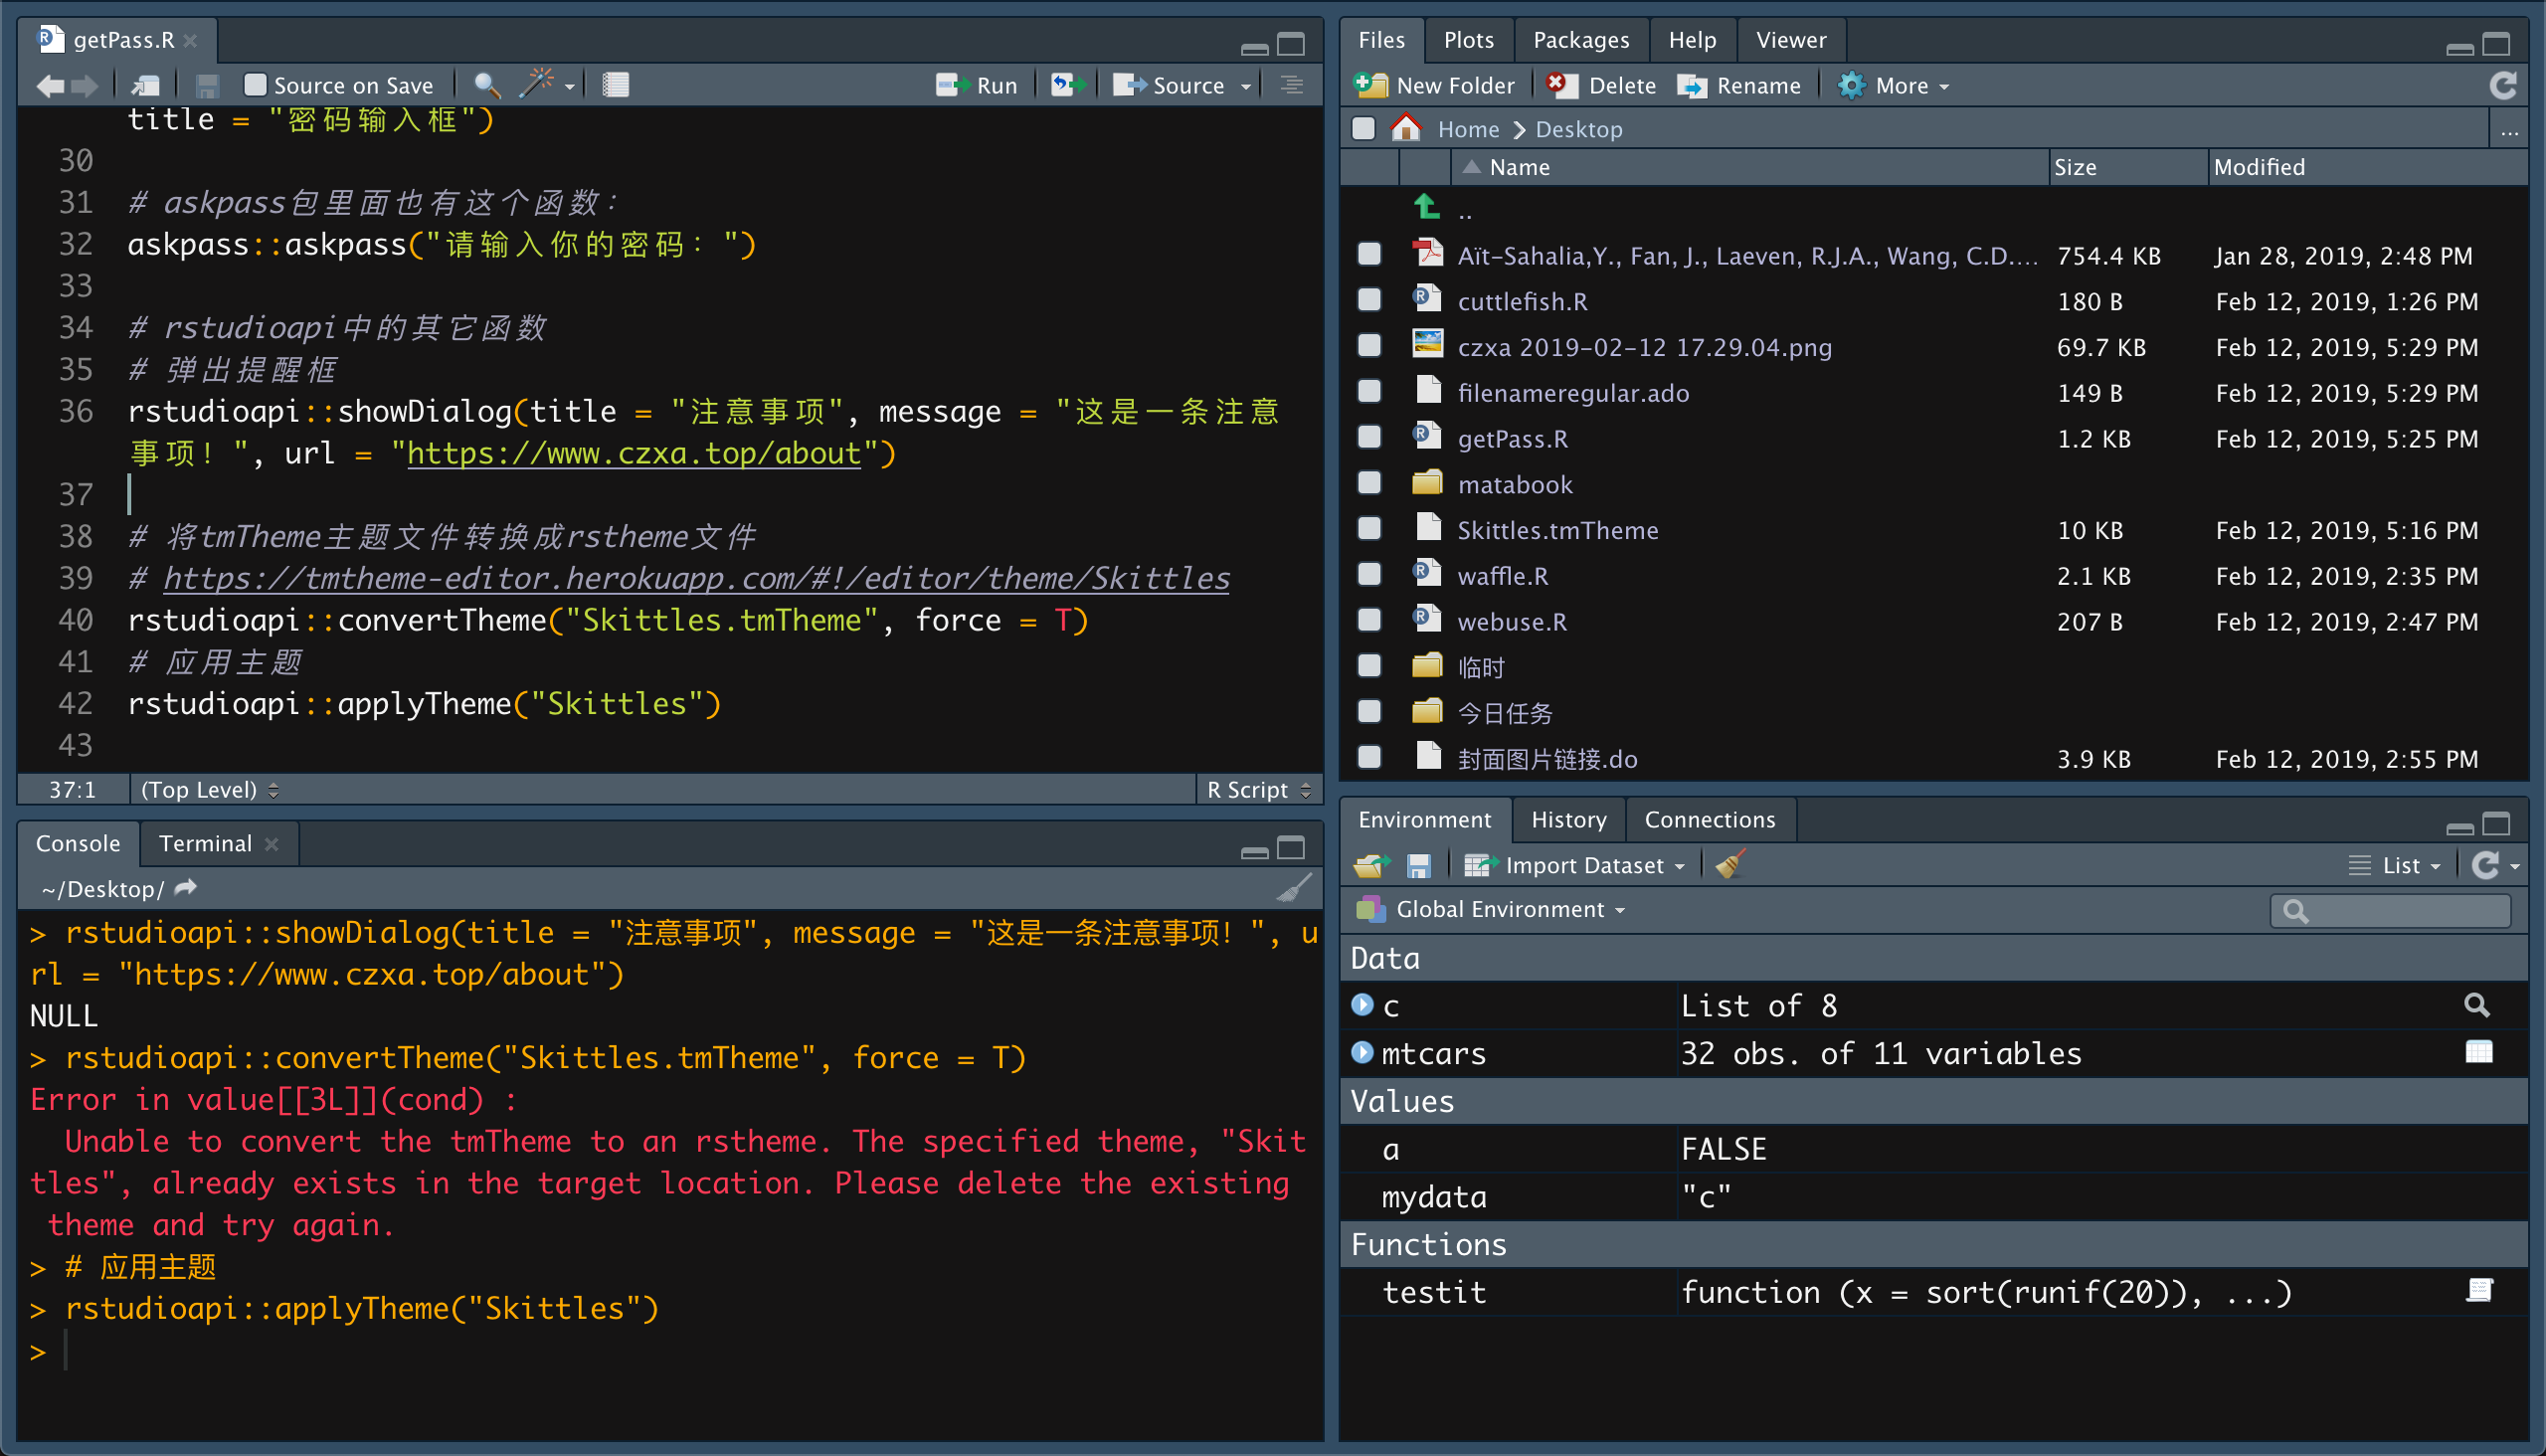 getPass.R
Source on Save
Run
Source
title = "密码输入框")
30
31 # askpass包里面也有这个函数：
32 askpass::askpass("请输入你的密码：")
33
34 # rstudioapi中的其它函数
35 # 弹出提醒框
36 rstudioapi::showDialog(title = "注意事项", message = "这是一条注意
事项！", url = "https://www.czxa.top/about")
37
38 # 将tmTheme主题文件转换成rstheme文件
39 # https://tmtheme-editor.herokuapp.com/#!/editor/theme/Skittles
40 rstudioapi::convertTheme("Skittles.tmTheme", force = T)
41 # 应用主题
42 rstudioapi::applyTheme("Skittles")
43
37:1 (Top Level) R Script
Console Terminal
~/Desktop/
> rstudioapi::showDialog(title = "注意事项", message = "这是一条注意事项！", u
rl = "https://www.czxa.top/about")
NULL
> rstudioapi::convertTheme("Skittles.tmTheme", force = T)
Error in value[[3L]](cond) :
  Unable to convert the tmTheme to an rstheme. The specified theme, "Skit
tles", already exists in the target location. Please delete the existing
 theme and try again.
> # 应用主题
> rstudioapi::applyTheme("Skittles")
>
Files Plots Packages Help Viewer
New Folder Delete Rename More
Home Desktop ...
Name Size Modified
..
Aït-Sahalia,Y., Fan, J., Laeven, R.J.A., Wang, C.D.... 754.4 KB Jan 28, 2019, 2:48 PM
cuttlefish.R 180 B Feb 12, 2019, 1:26 PM
czxa 2019-02-12 17.29.04.png 69.7 KB Feb 12, 2019, 5:29 PM
filenameregular.ado 149 B Feb 12, 2019, 5:29 PM
getPass.R 1.2 KB Feb 12, 2019, 5:25 PM
matabook
Skittles.tmTheme 10 KB Feb 12, 2019, 5:16 PM
waffle.R 2.1 KB Feb 12, 2019, 2:35 PM
webuse.R 207 B Feb 12, 2019, 2:47 PM
临时
今日任务
封面图片链接.do 3.9 KB Feb 12, 2019, 2:55 PM
Environment History Connections
Import Dataset List
Global Environment
Data
c List of 8
mtcars 32 obs. of 11 variables
Values
a FALSE
mydata "c"
Functions
testit function (x = sort(runif(20)), ...)